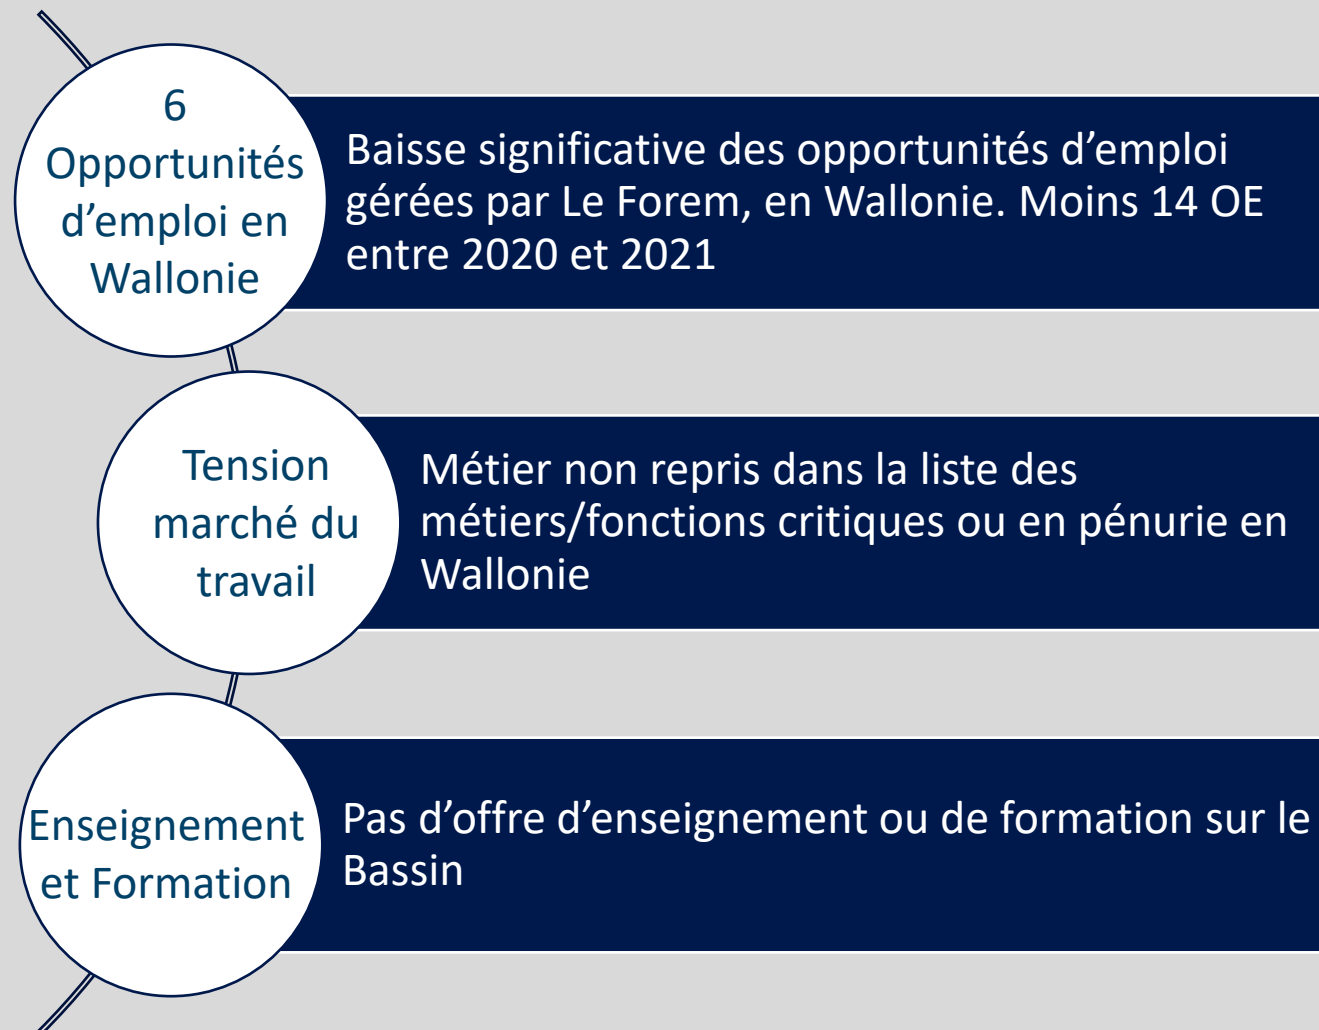 6
Opportunités
d’emploi en
Wallonie
Baisse significative des opportunités d’emploi
gérées par Le Forem, en Wallonie. Moins 14 OE
entre 2020 et 2021
Tension
marché du
travail
Métier non repris dans la liste des
métiers/fonctions critiques ou en pénurie en
Wallonie
Enseignement
et Formation
Pas d’offre d’enseignement ou de formation sur le
Bassin